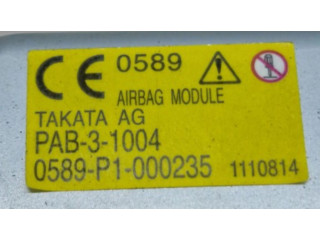 CE 0589
AIRBAG MODULE
TAKATA AG
PAB-3-1004
0589-P1-000235 1110814